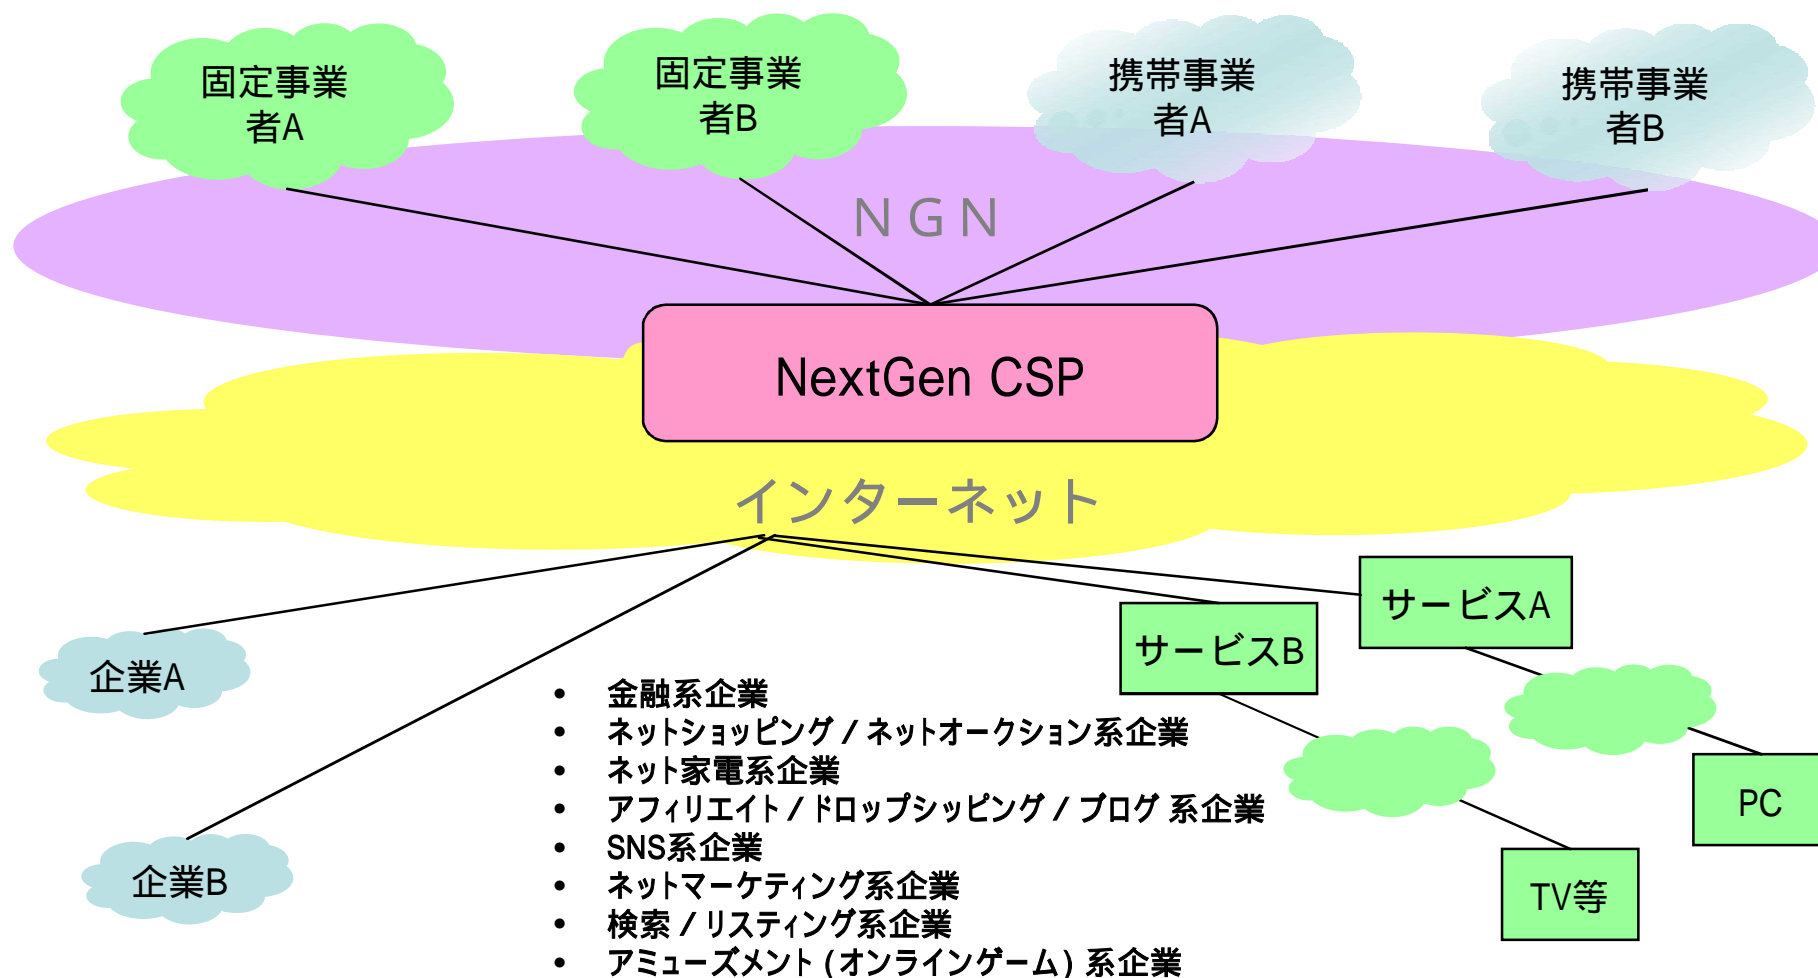 固定事業
者A
固定事業
者B
携帯事業
者A
携帯事業
者B
ＮＧＮ
NextGen CSP
インターネット
サービスA
サービスB
企業A
PC
企業B
TV等
• 金融系企業
• ネットショッピング / ネットオークション系企業
• ネット家電系企業
• アフィリエイト / ドロップシッピング / ブログ 系企業
• SNS系企業
• ネットマーケティング系企業
• 検索 / リスティング系企業
• アミューズメント ( オンラインゲーム ) 系企業